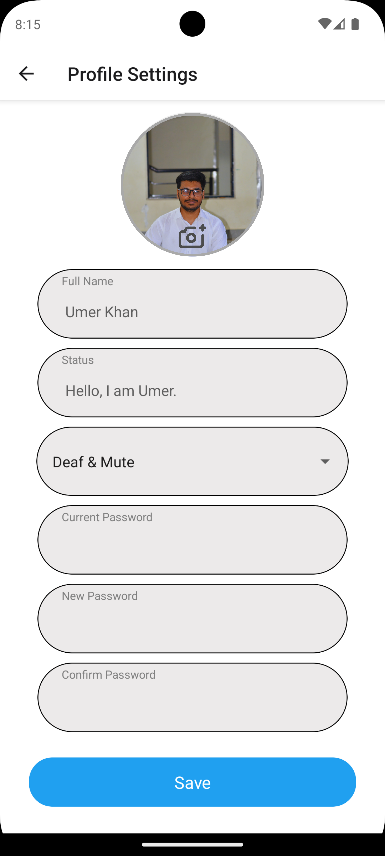 8:15
Profile Settings
Full Name
Umer Khan
Status
Hello, I am Umer.
Deaf & Mute
Current Password
New Password
Confirm Password
Save